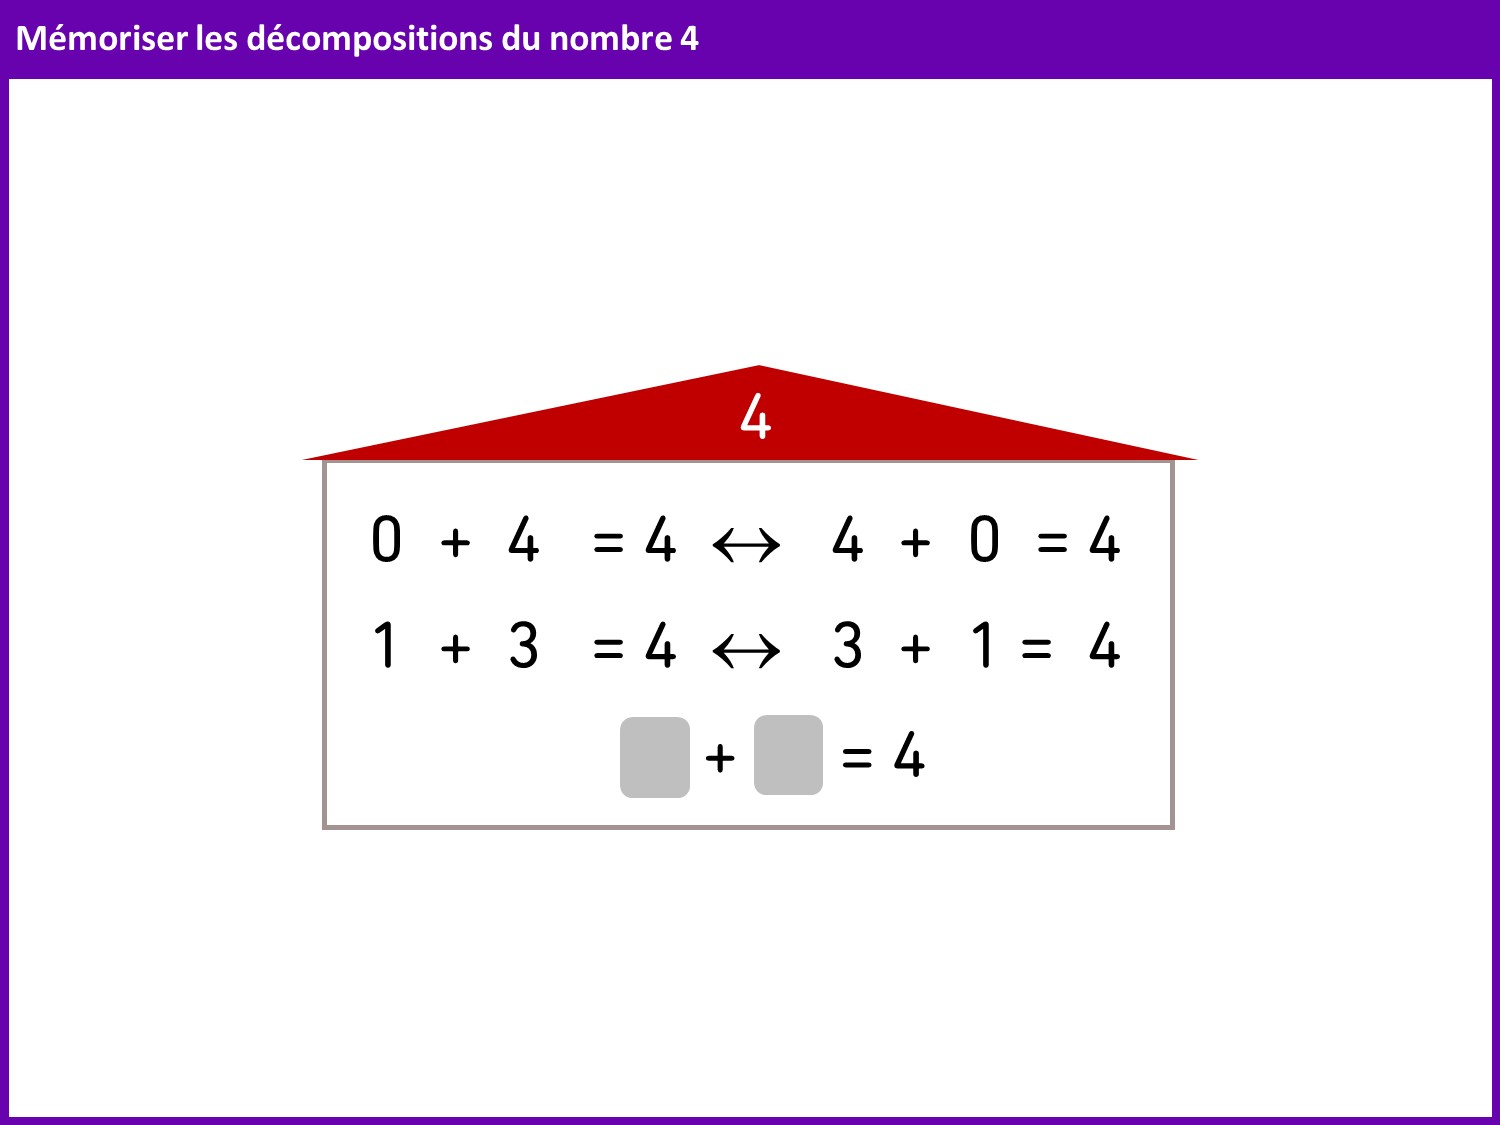 Mémoriser les décompositions du nombre 4
4
0 + 4 = 4 ↔ 4 + 0 = 4
1 + 3 = 4 ↔ 3 + 1 = 4
+ = 4